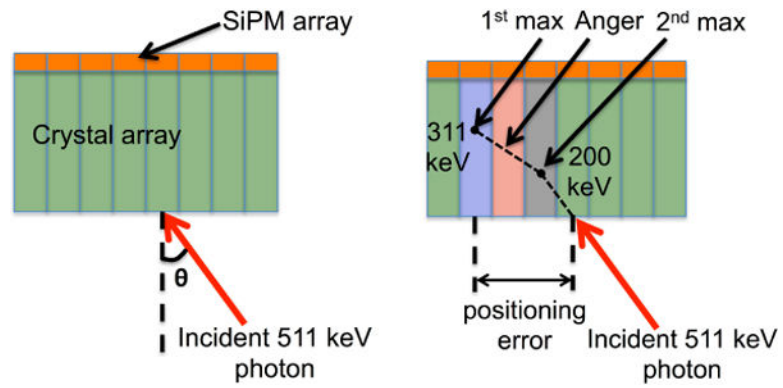 SiPM array
Crystal array
θ
Incident 511 keV
photon
1st max Anger 2nd max
311
keV
200
keV
positioning
error
Incident 511 keV
photon